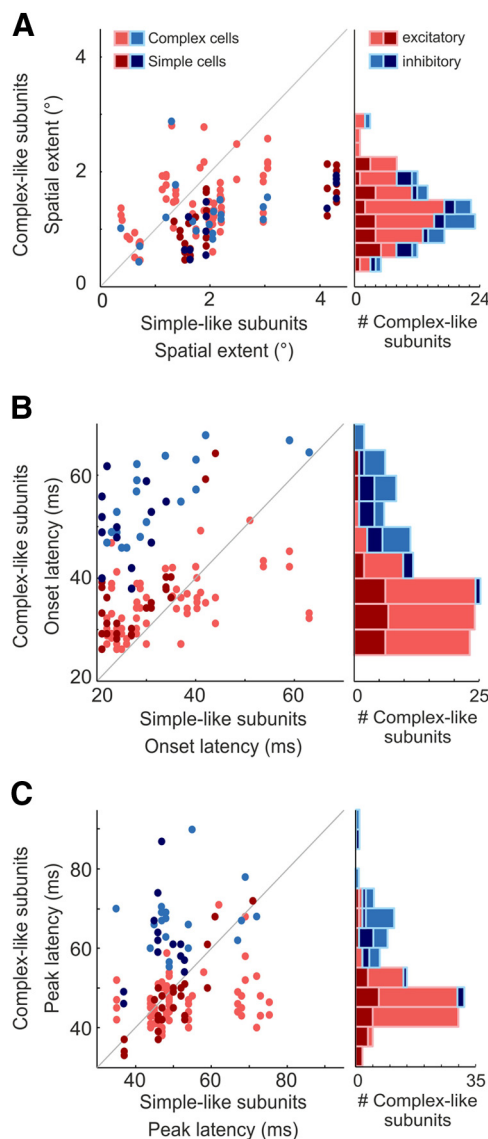 A
Complex cells
Simple cells
excitatory
inhibitory
Complex-like subunits
Spatial extent (°)
4
2
0
0
2
4
0
24
Simple-like subunits
Spatial extent (°)
# Complex-like
subunits
B
Complex-like subunits
Onset latency (ms)
60
40
20
20
40
60
0
25
Simple-like subunits
Onset latency (ms)
# Complex-like
subunits
C
Complex-like subunits
Peak latency (ms)
80
60
40
40
60
80
0
35
Simple-like subunits
Peak latency (ms)
# Complex-like
subunits